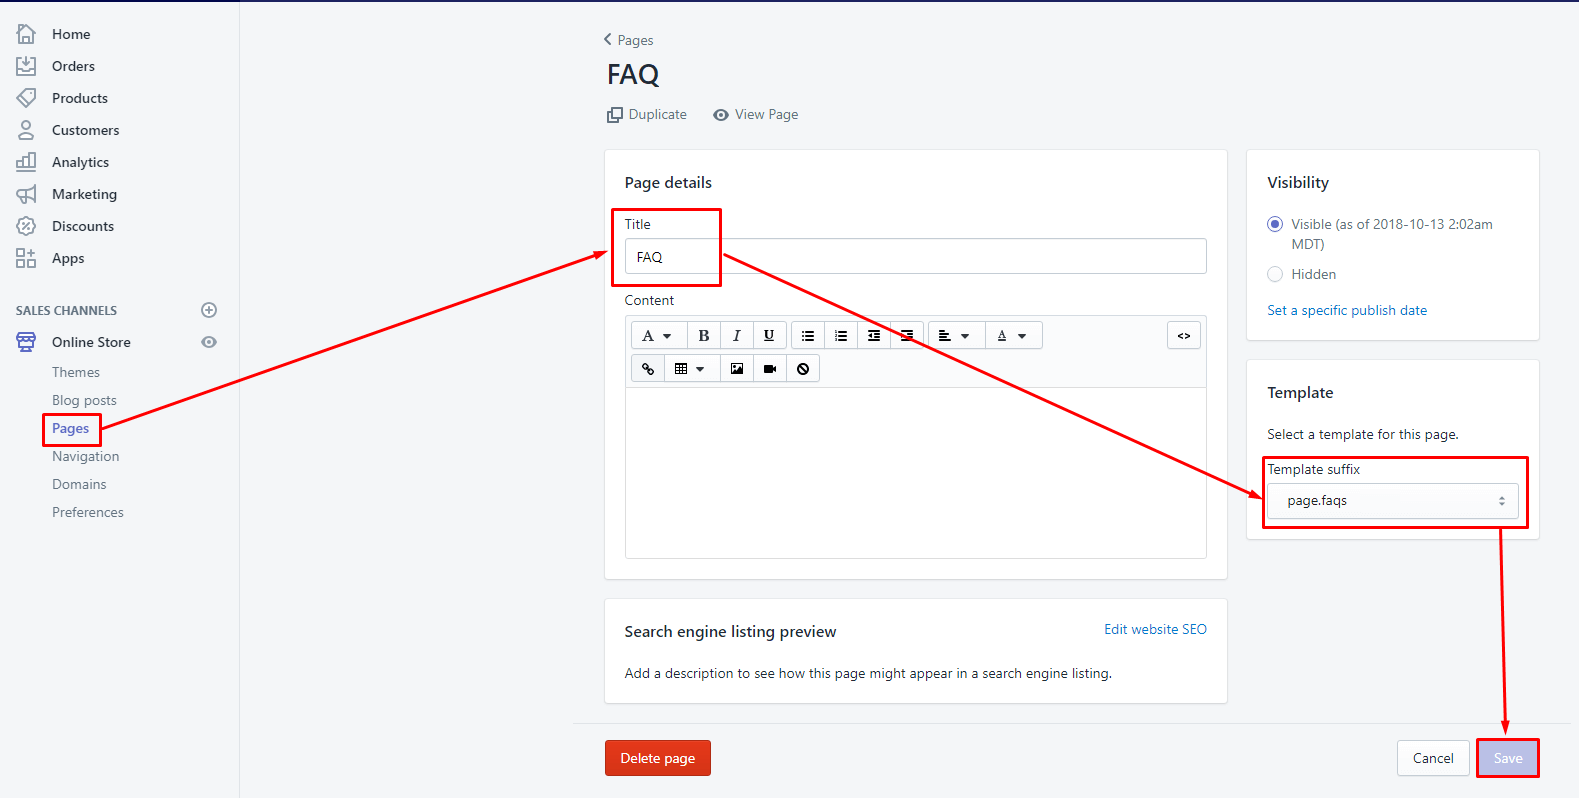 Home
Orders
Products
Customers
Analytics
Marketing
Discounts
Apps
SALES CHANNELS
Online Store
Themes
Blog posts
Pages
Navigation
Domains
Preferences
Pages
FAQ
Duplicate View Page
Page details
Title
FAQ
Content
A B I U A <>
Visibility
Visible (as of 2018-10-13 2:02am
MDT)
Hidden
Set a specific publish date
Template
Select a template for this page.
Template suffix
page.faqs
Search engine listing preview Edit website SEO
Add a description to see how this page might appear in a search engine listing.
Delete page Cancel Save